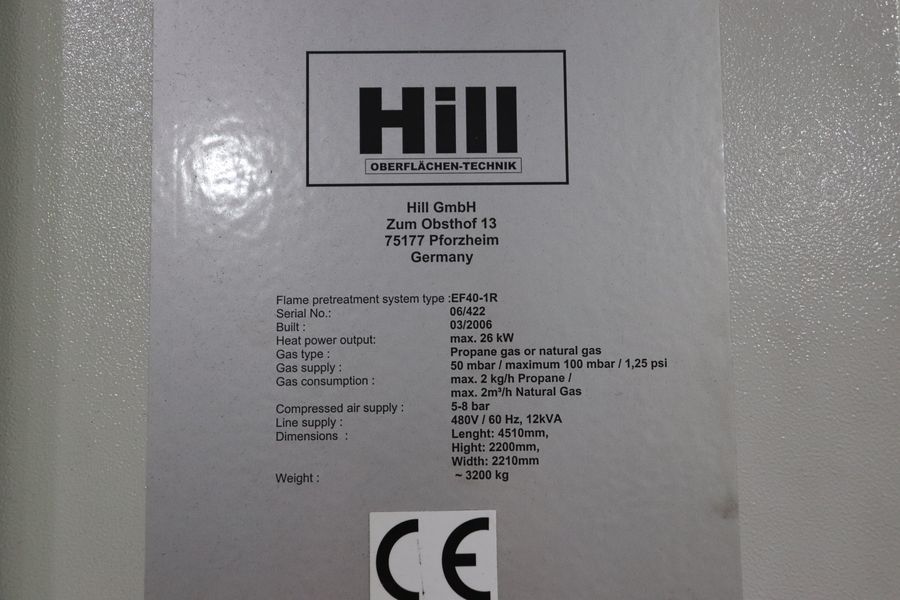 Hill
OBERFLÄCHEN-TECHNIK
Hill GmbH
Zum Obsthof 13
75177 Pforzheim
Germany
Flame pretreatment system type :EF40-1R
Serial No.: 06/422
Built : 03/2006
Heat power output: max. 26 kW
Gas type : Propane gas or natural gas
Gas supply : 50 mbar / maximum 100 mbar / 1,25 psi
Gas consumption : max. 2 kg/h Propane /
max. 2m³/h Natural Gas
Compressed air supply : 5-8 bar
Line supply : 480V / 60 Hz, 12kVA
Dimensions : Lenght: 4510mm,
Hight: 2200mm,
Width: 2210mm
Weight : ~ 3200 kg
CE